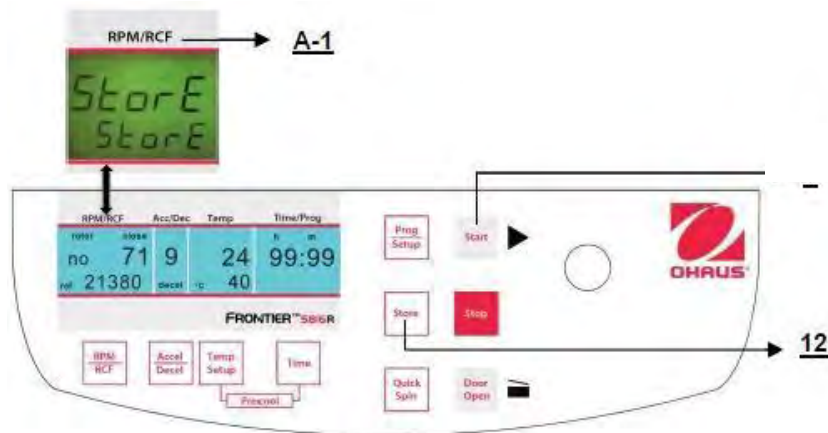 RPM/RCF
A-1
StorE
StorE
RPM/RCF Acc/Dec Temp Time/Prog
rotor close h m
no 71 9 24 99:99
rcf 21380 decel °C 40
FRONTIER™ 5816R
Prog
Setup
Start
OHAUS
Store
Stop
12
RPM
RCF
Accel
Decel
Temp
Setup
Time
Precool
Quick
Spin
Door
Open